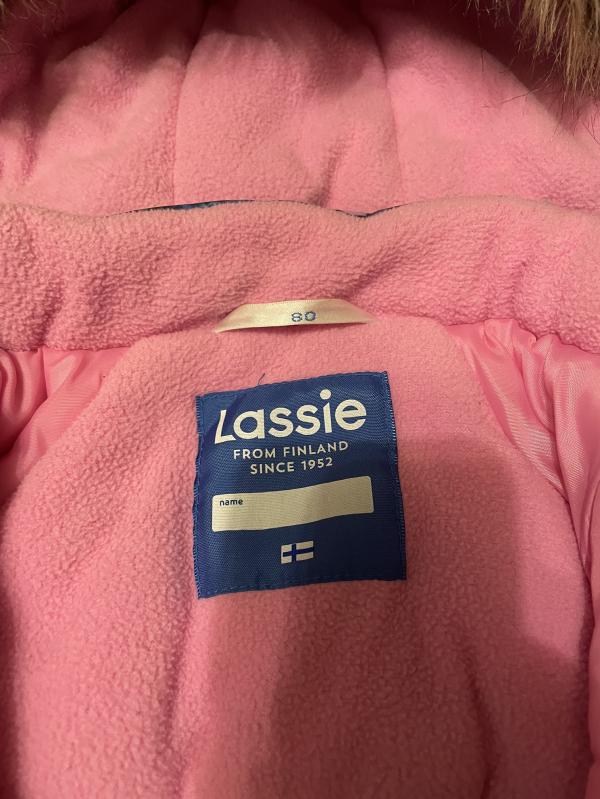 80
Lassie
FROM FINLAND
SINCE 1952
name